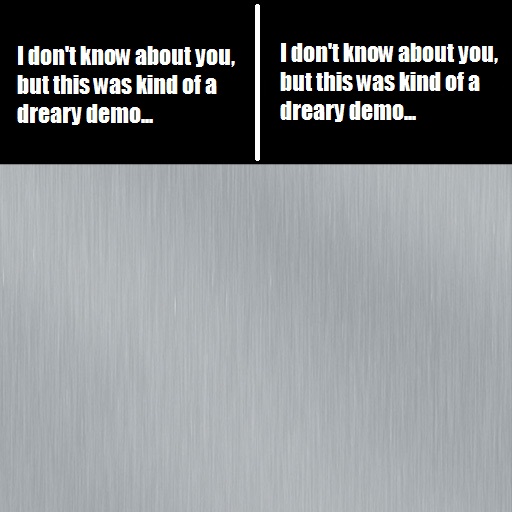 I don't know about you,
but this was kind of a
dreary demo...
I don't know about you,
but this was kind of a
dreary demo...